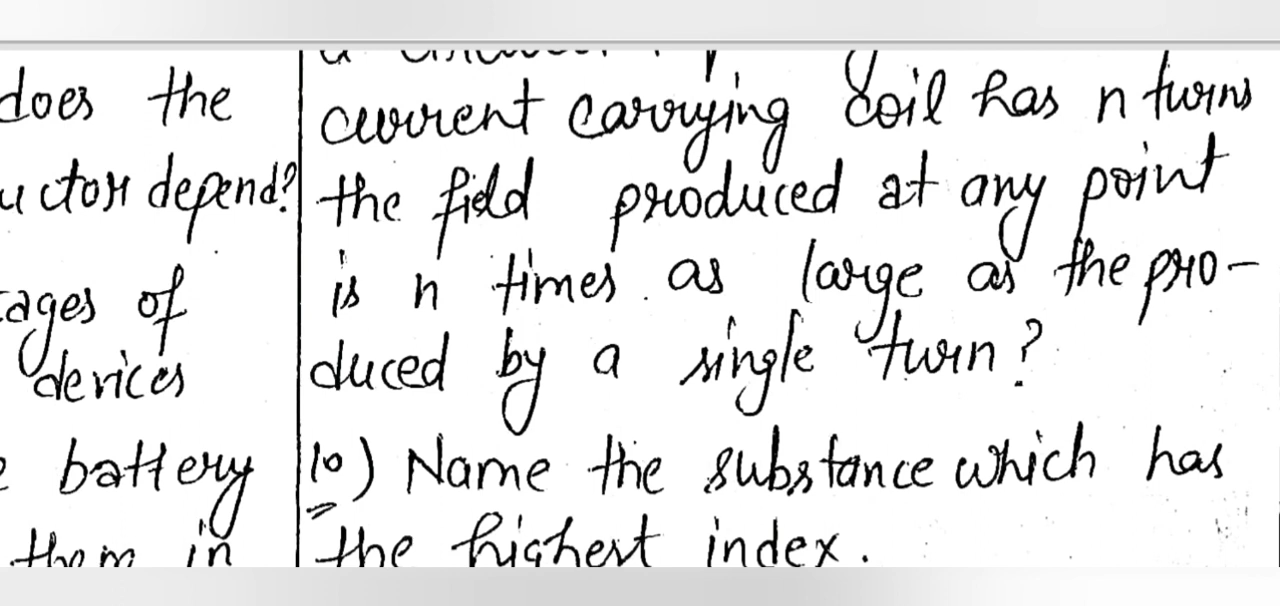 does the
uctor depend?
ages of
devices
battery
them in
current carrying coil has n turns
the field produced at any point
is n times as large as the pro-
duced by a single turn?
10) Name the substance which has
the highest index.